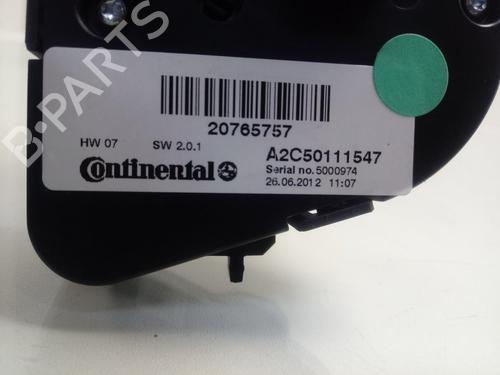 20765757
HW 07 SW 2.0.1
A2C50111547
Continental
Serial no.5000974
26.06.2012 11:07
B-PARTS